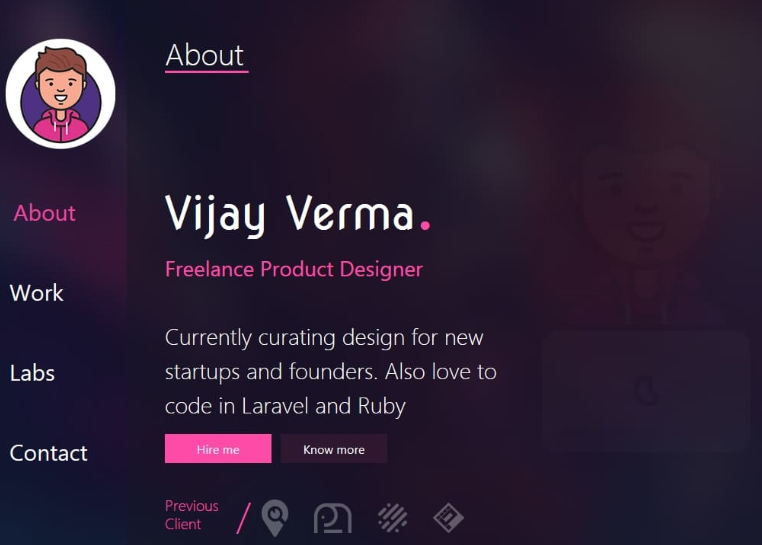 About
About
Work
Labs
Contact
Vijay Verma.
Freelance Product Designer
Currently curating design for new
startups and founders. Also love to
code in Laravel and Ruby
Hire me
Know more
Previous
Client